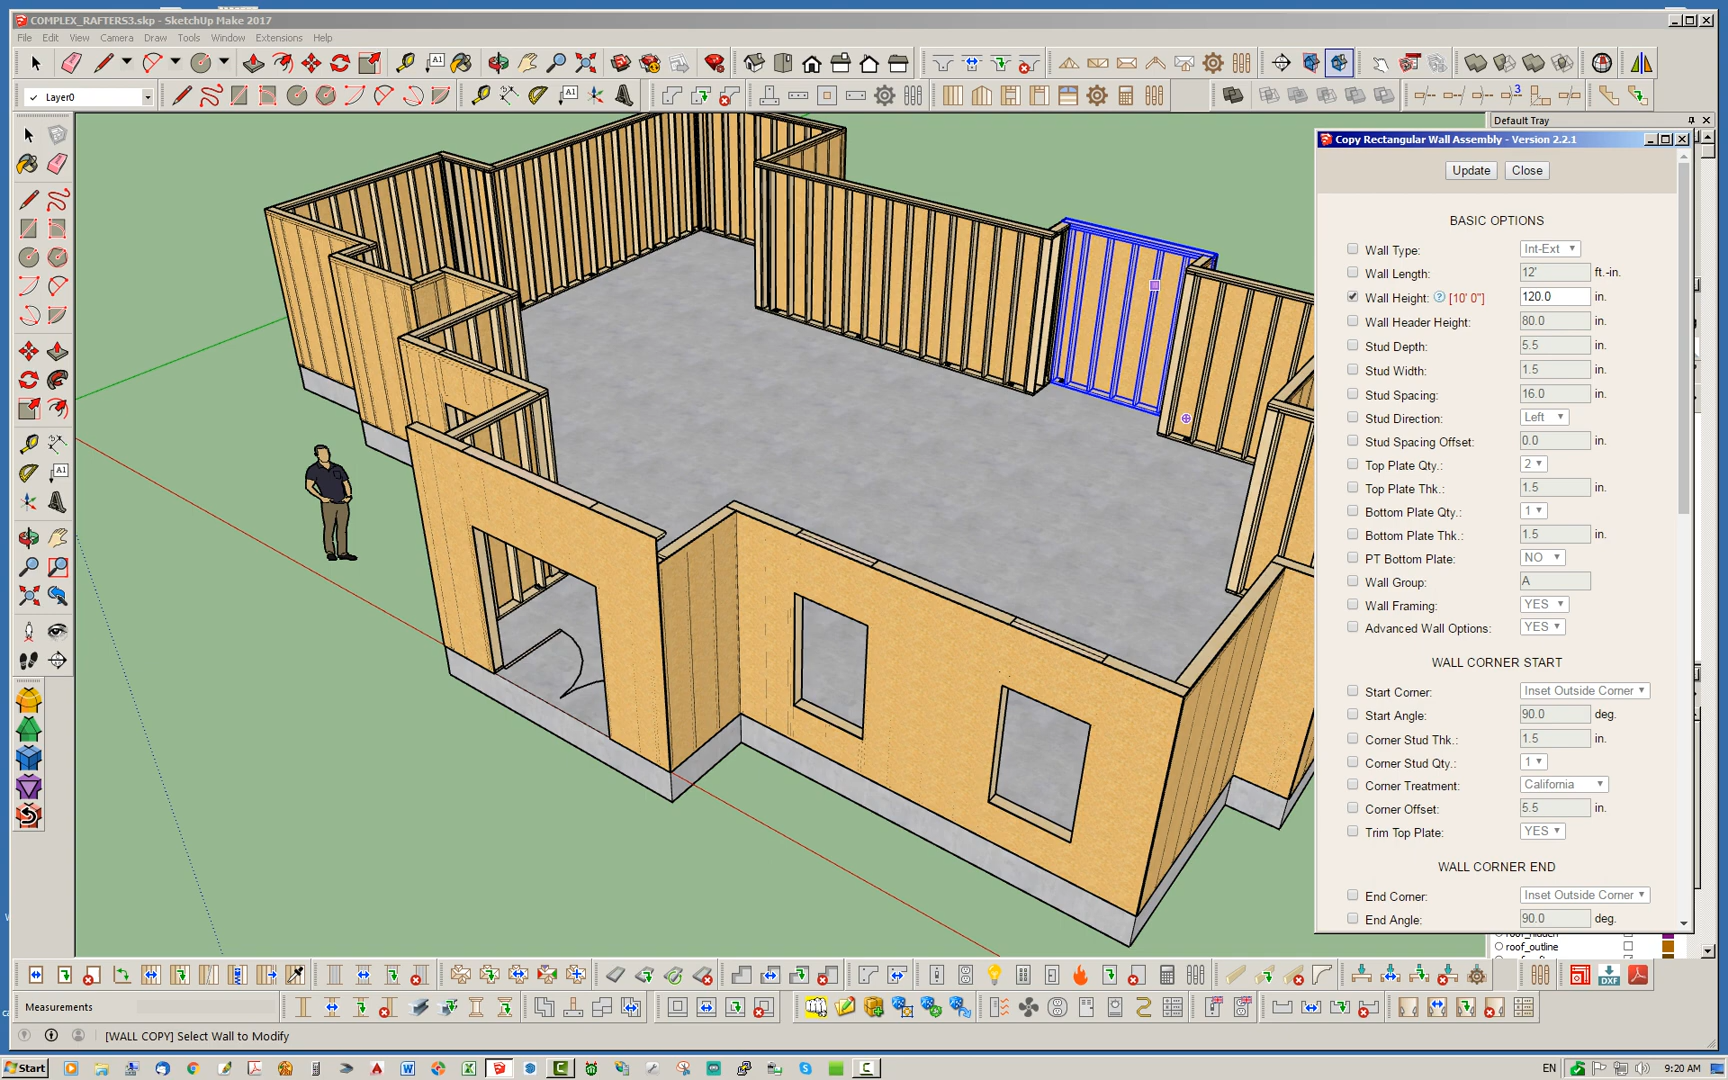 COMPLEX_RAFTERS3.skp - SketchUp Make 2017
File Edit View Camera Draw Tools Window Extensions Help
Layer0
Default Tray
Copy Rectangular Wall Assembly - Version 2.2.1
Update Close
BASIC OPTIONS
Wall Type: Int-Ext
Wall Length: 12' ft.-in.
Wall Height: [10' 0"] 120.0 in.
Wall Header Height: 80.0 in.
Stud Depth: 5.5 in.
Stud Width: 1.5 in.
Stud Spacing: 16.0 in.
Stud Direction: Left
Stud Spacing Offset: 0.0 in.
Top Plate Qty.: 2
Top Plate Thk.: 1.5 in.
Bottom Plate Qty.: 1
Bottom Plate Thk.: 1.5 in.
PT Bottom Plate: NO
Wall Group: A
Wall Framing: YES
Advanced Wall Options: YES
WALL CORNER START
Start Corner: Inset Outside Corner
Start Angle: 90.0 deg.
Corner Stud Thk.: 1.5 in.
Corner Stud Qty.: 1
Corner Treatment: California
Corner Offset: 5.5 in.
Trim Top Plate: YES
WALL CORNER END
End Corner: Inset Outside Corner
End Angle: 90.0 deg.
roof_outline
DXF
Measurements
[WALL COPY] Select Wall to Modify
Start
EN 9:20 AM